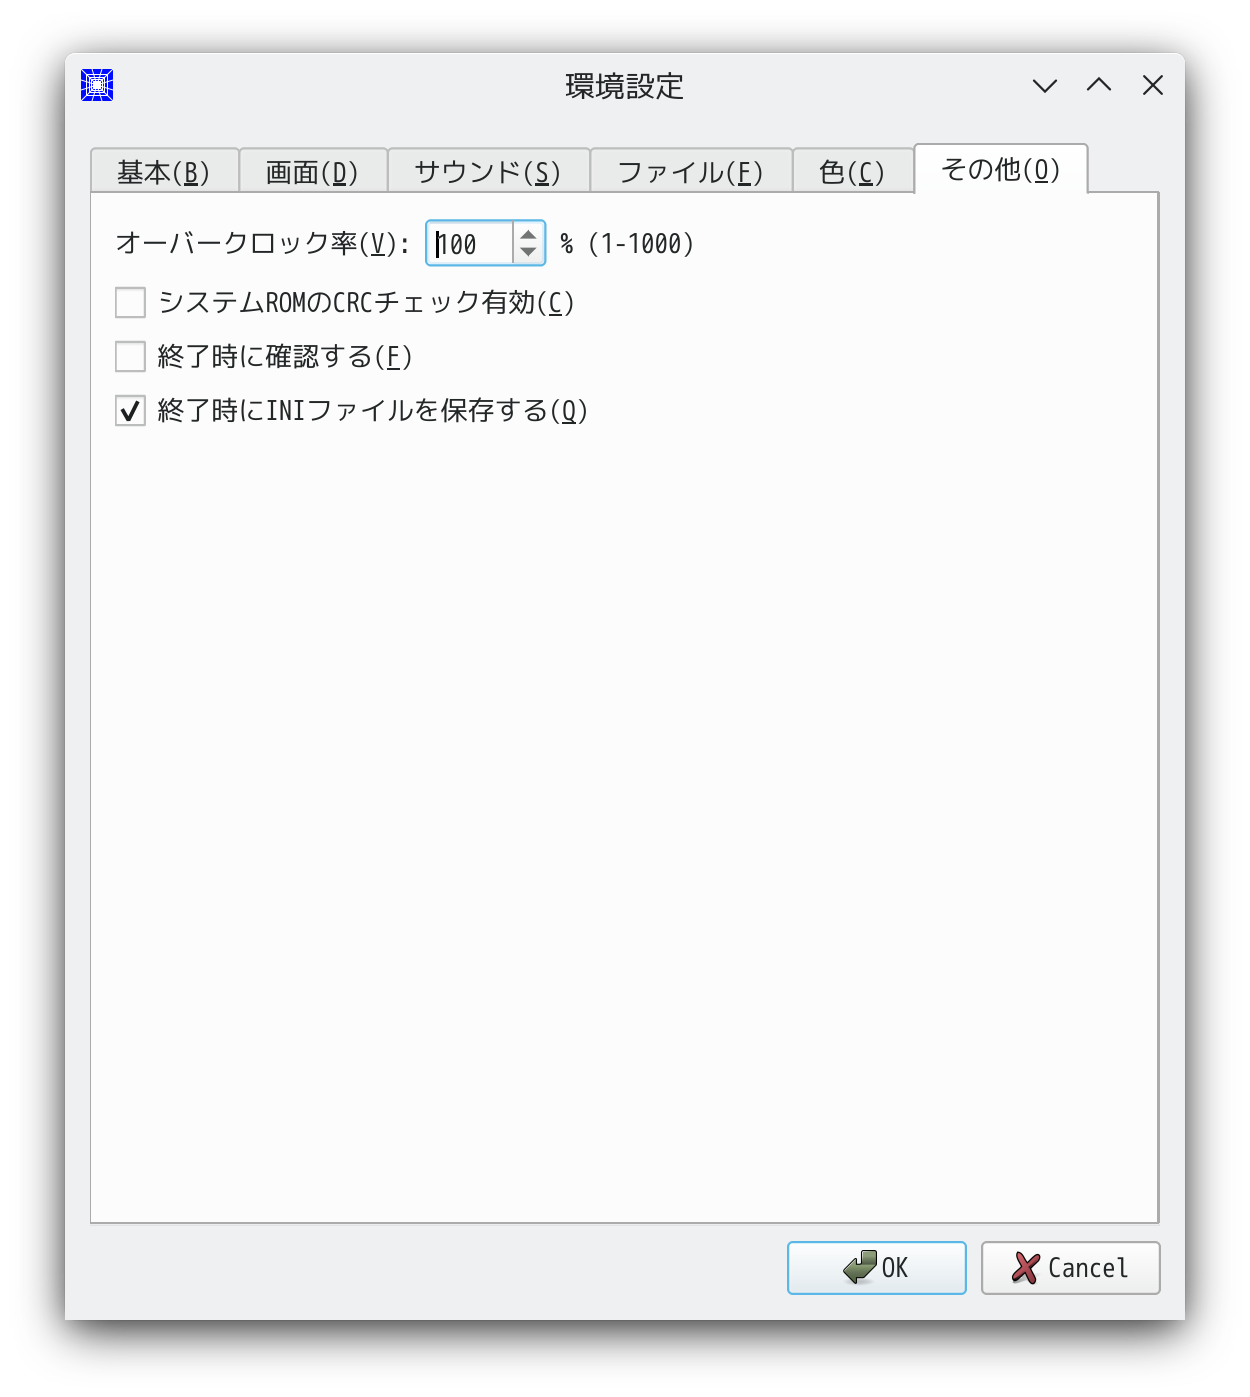 環境設定
基本(B) 画面(D) サウンド(S) ファイル(F) 色(C) その他(O)
オーバークロック率(V): 100 % (1-1000)
システムROMのCRCチェック有効(C)
終了時に確認する(F)
終了時にINIファイルを保存する(Q)
OK Cancel